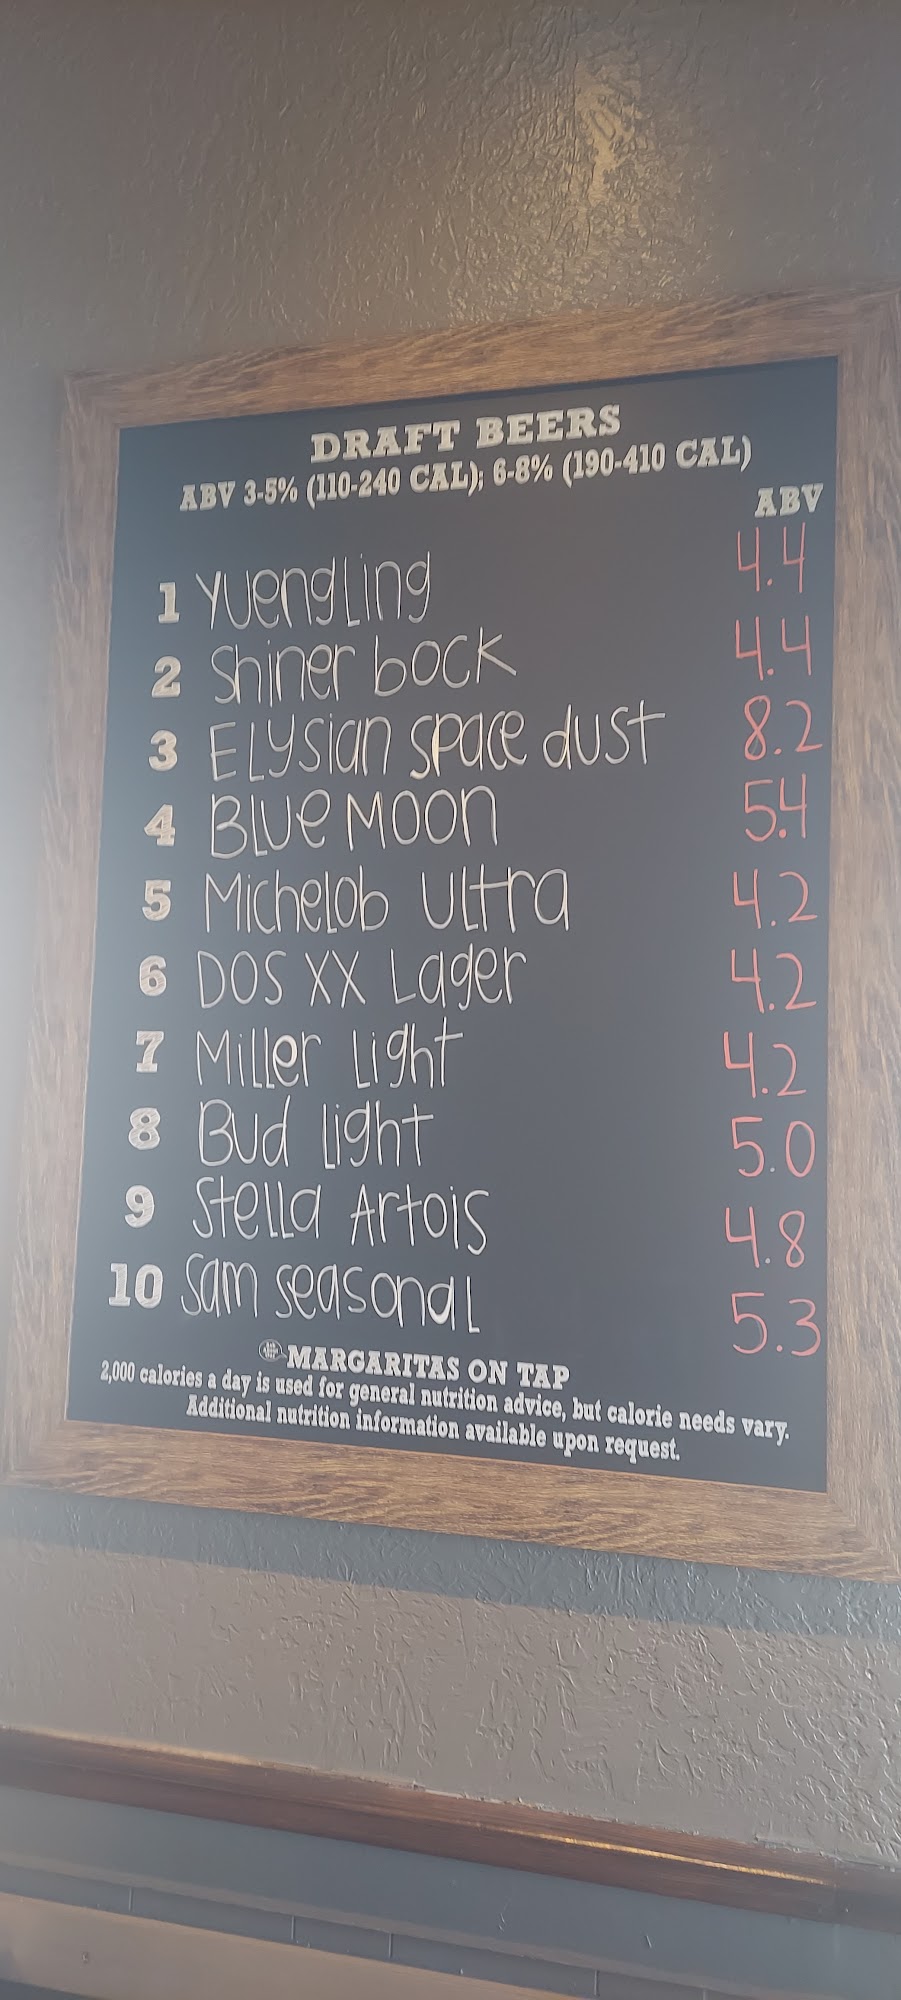 DRAFT BEERS
ABV 3-5% (110-240 CAL); 6-8% (190-410 CAL)
ABV
1 Yuengling 4.4
2 Shiner bock 4.4
3 Elysian space dust 8.2
4 Blue Moon 5.4
5 Michelob Ultra 4.2
6 DOS XX Lager 4.2
7 Miller Light 4.2
8 Bud Light 5.0
9 Stella Artois 4.8
10 Sam seasonal 5.3
MARGARITAS ON TAP
2,000 calories a day is used for general nutrition advice, but calorie needs vary.
Additional nutrition information available upon request.